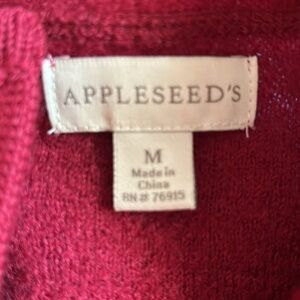 APPLESEED'S
M
Made in
China
RN# 76915